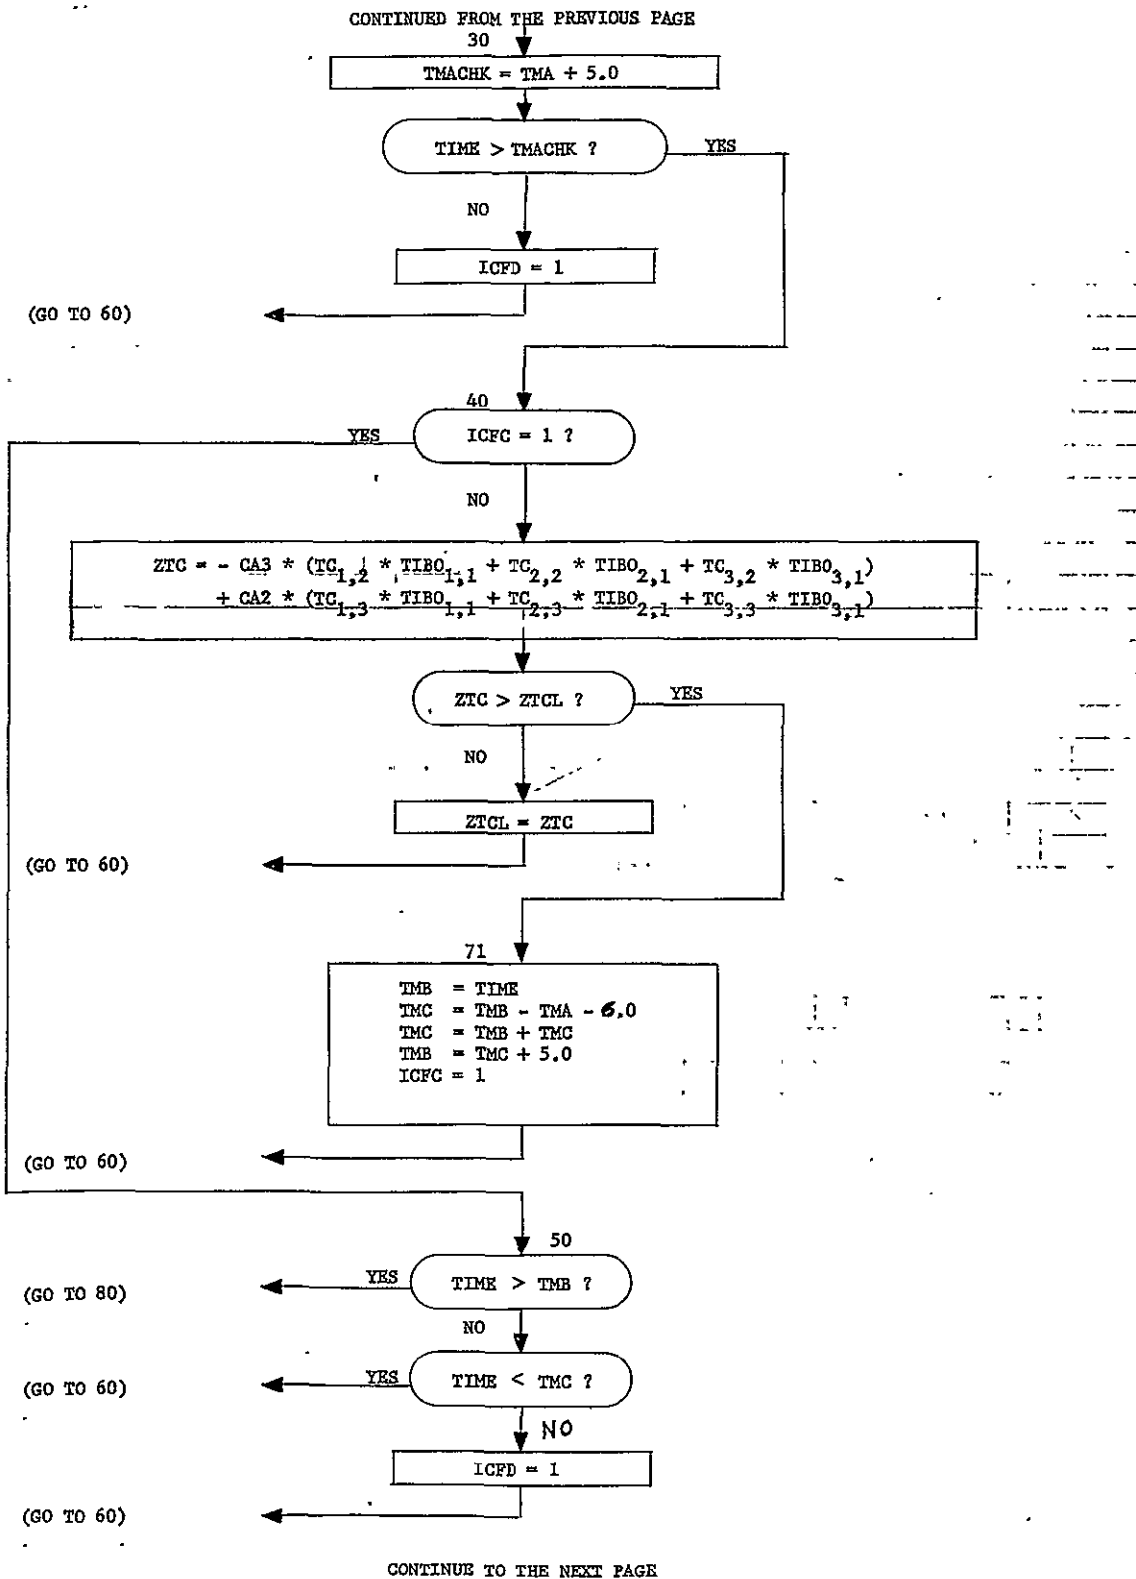 CONTINUED FROM THE PREVIOUS PAGE
30
TMACHK = TMA + 5.0
TIME > TMACHK ?
YES
NO
ICFD = 1
(GO TO 60)
40
YES
ICFC = 1 ?
NO
ZTC = - CA3 * (TC1,2 * TIBO1,1 + TC2,2 * TIBO2,1 + TC3,2 * TIBO3,1)
+ CA2 * (TC1,3 * TIBO1,1 + TC2,3 * TIBO2,1 + TC3,3 * TIBO3,1)
ZTC > ZTCL ?
YES
NO
ZTCL = ZTC
(GO TO 60)
71
TMB = TIME
TMC = TMB - TMA - 6.0
TMC = TMB + TMC
TMB = TMC + 5.0
ICFC = 1
(GO TO 60)
50
(GO TO 80)
YES
TIME > TMB ?
NO
(GO TO 60)
YES
TIME < TMC ?
NO
ICFD = 1
(GO TO 60)
CONTINUE TO THE NEXT PAGE